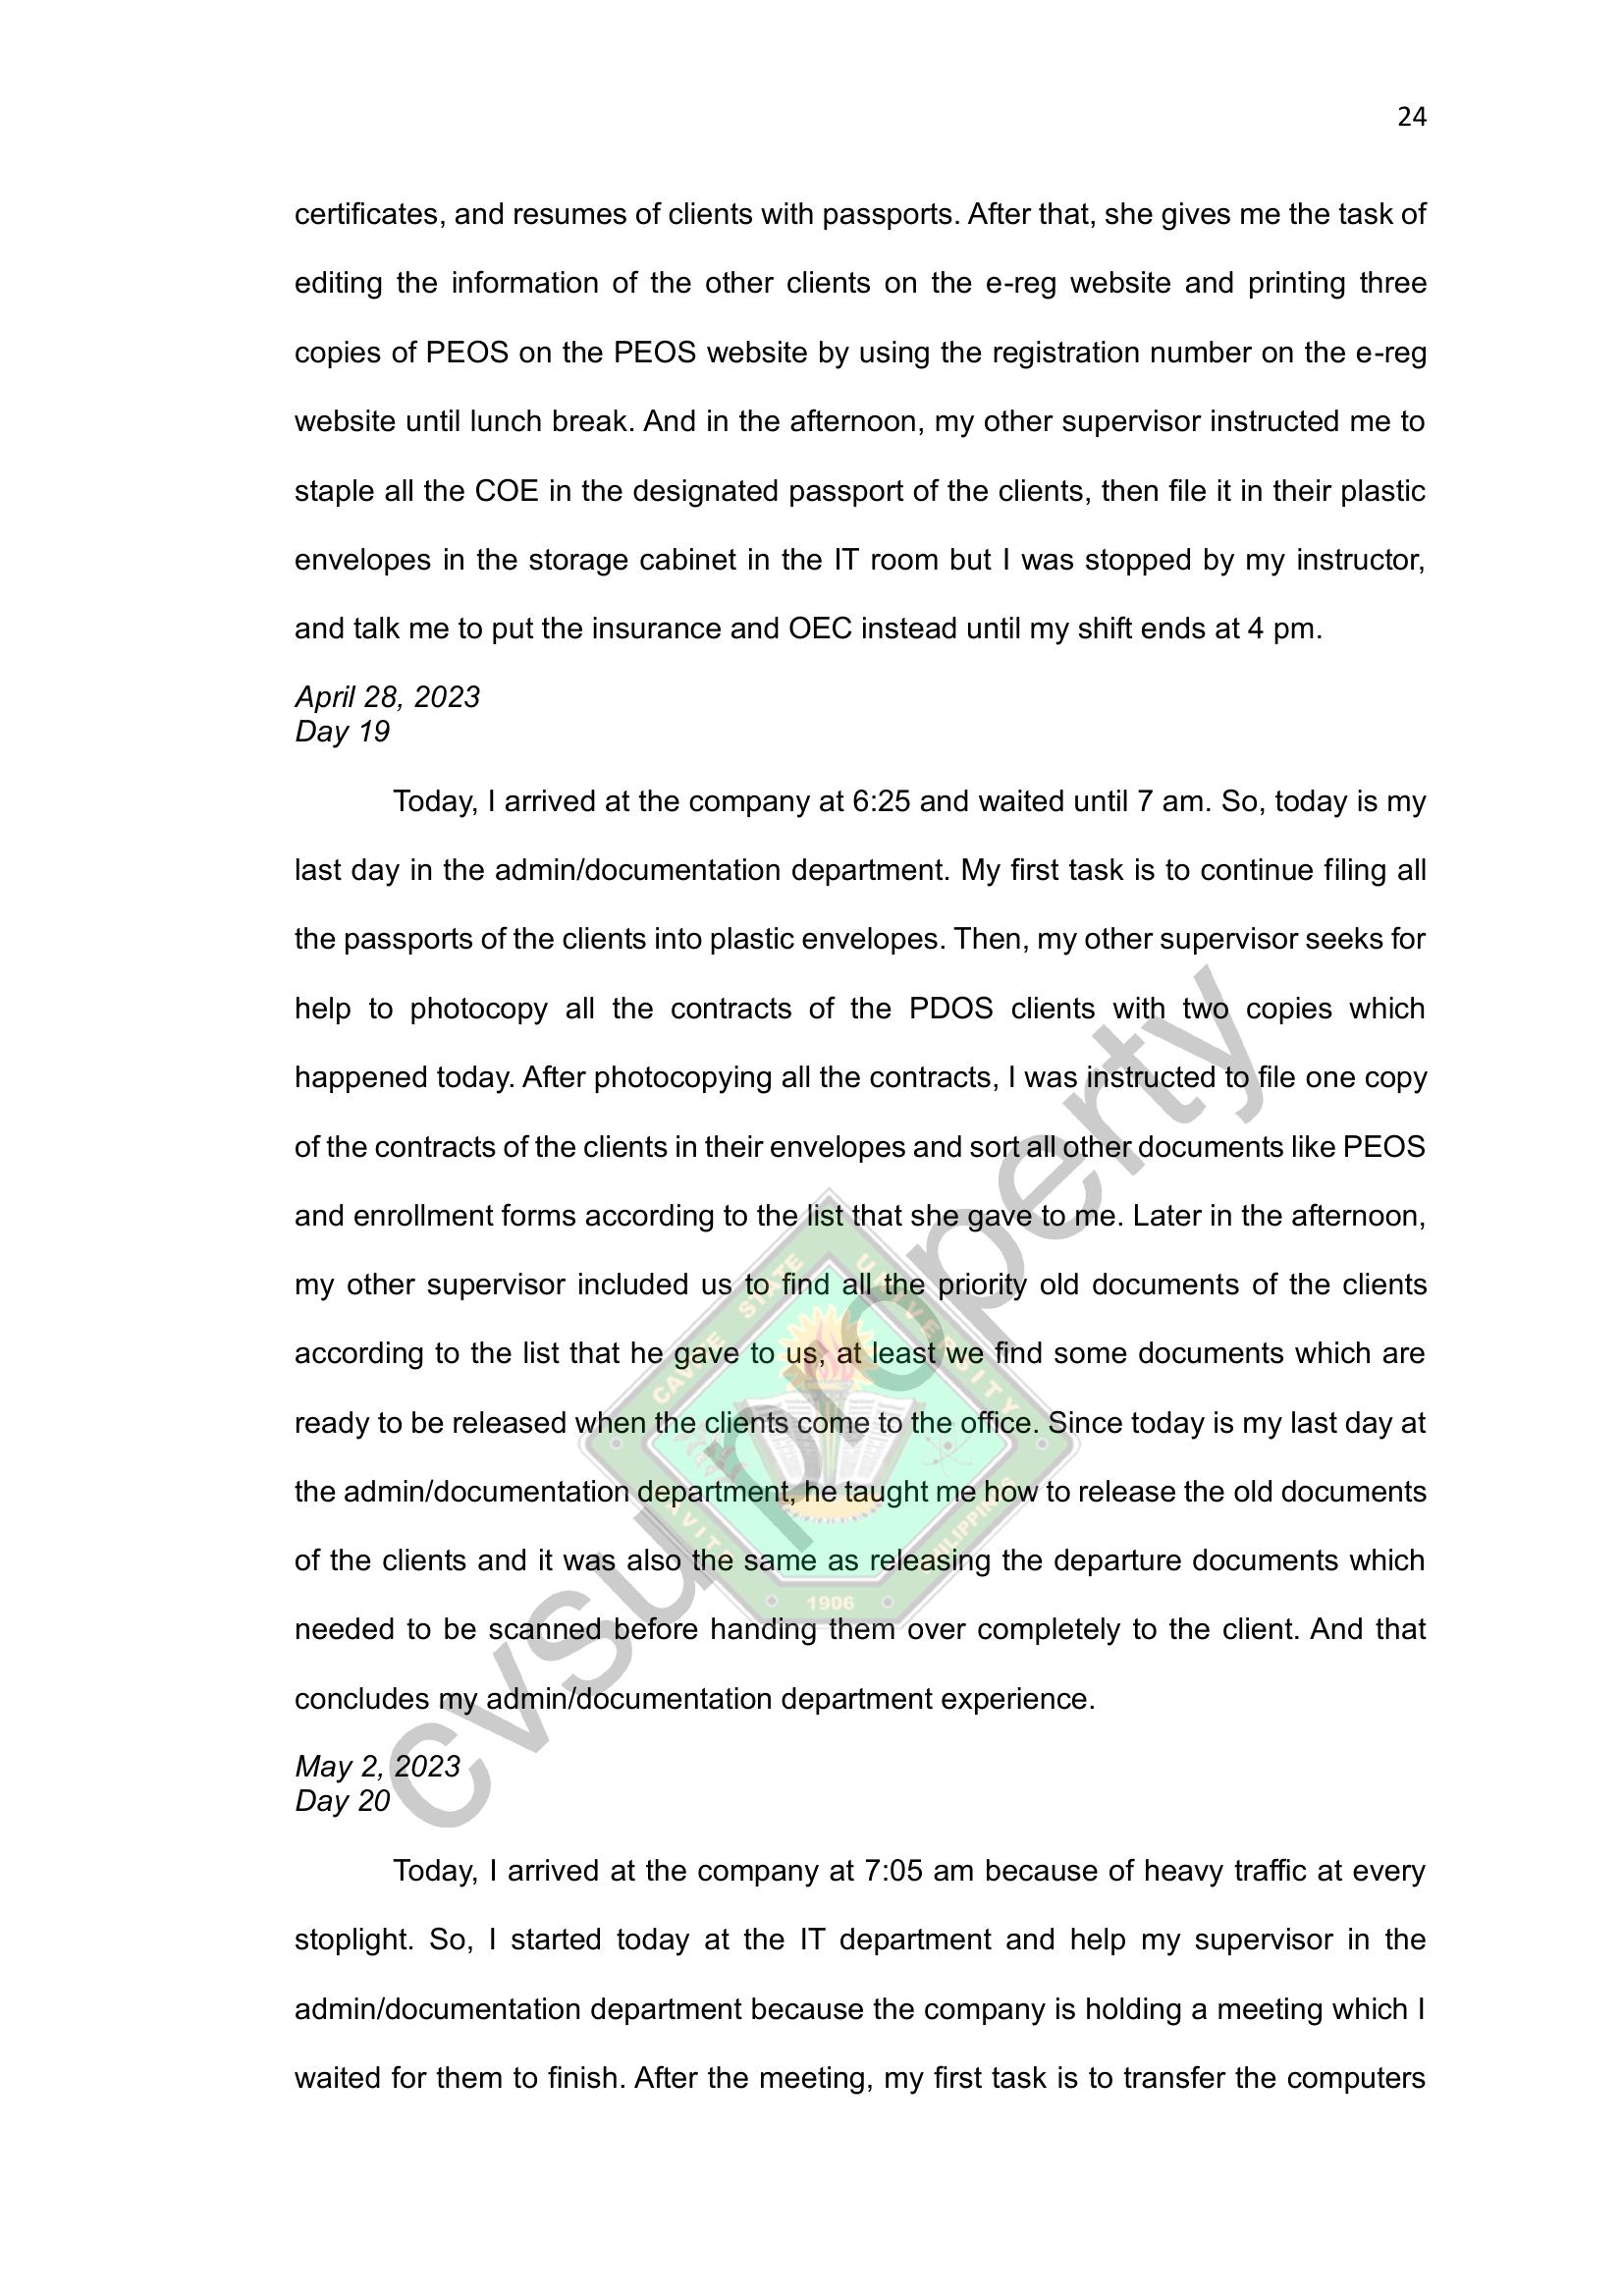 24
certificates, and resumes of clients with passports. After that, she gives me the task of
editing the information of the other clients on the e-reg website and printing three
copies of PEOS on the PEOS website by using the registration number on the e-reg
website until lunch break. And in the afternoon, my other supervisor instructed me to
staple all the COE in the designated passport of the clients, then file it in their plastic
envelopes in the storage cabinet in the IT room but I was stopped by my instructor,
and talk me to put the insurance and OEC instead until my shift ends at 4 pm.
April 28, 2023
Day 19
Today, I arrived at the company at 6:25 and waited until 7 am. So, today is my
last day in the admin/documentation department. My first task is to continue filing all
the passports of the clients into plastic envelopes. Then, my other supervisor seeks for
help to photocopy all the contracts of the PDOS clients with two copies which
happened today. After photocopying all the contracts, I was instructed to file one copy
of the contracts of the clients in their envelopes and sort all other documents like PEOS
and enrollment forms according to the list that she gave to me. Later in the afternoon,
my other supervisor included us to find all the priority old documents of the clients
according to the list that he gave to us, at least we find some documents which are
ready to be released when the clients come to the office. Since today is my last day at
the admin/documentation department, he taught me how to release the old documents
of the clients and it was also the same as releasing the departure documents which
needed to be scanned before handing them over completely to the client. And that
concludes my admin/documentation department experience.
May 2, 2023
Day 20
Today, I arrived at the company at 7:05 am because of heavy traffic at every
stoplight. So, I started today at the IT department and help my supervisor in the
admin/documentation department because the company is holding a meeting which I
waited for them to finish. After the meeting, my first task is to transfer the computers
cvsu property
CAVITE STATE UNIVERSITY
CAVITE
PHILIPPINES
1906